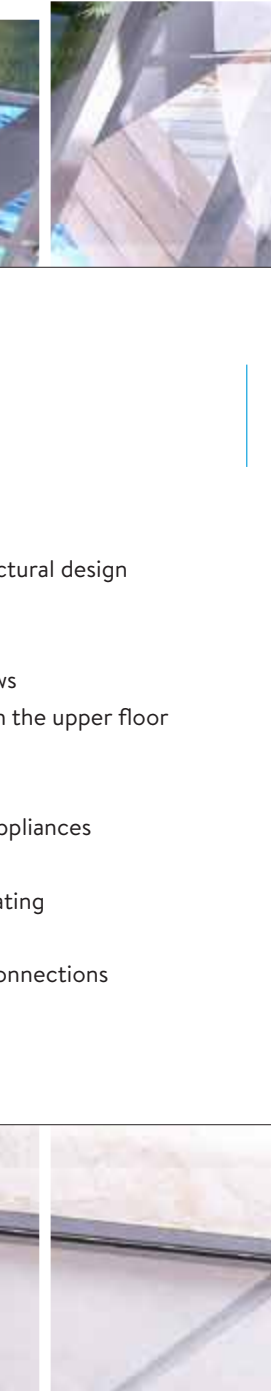 ctural design
ws
n the upper floor
ppliances
ating
onnections